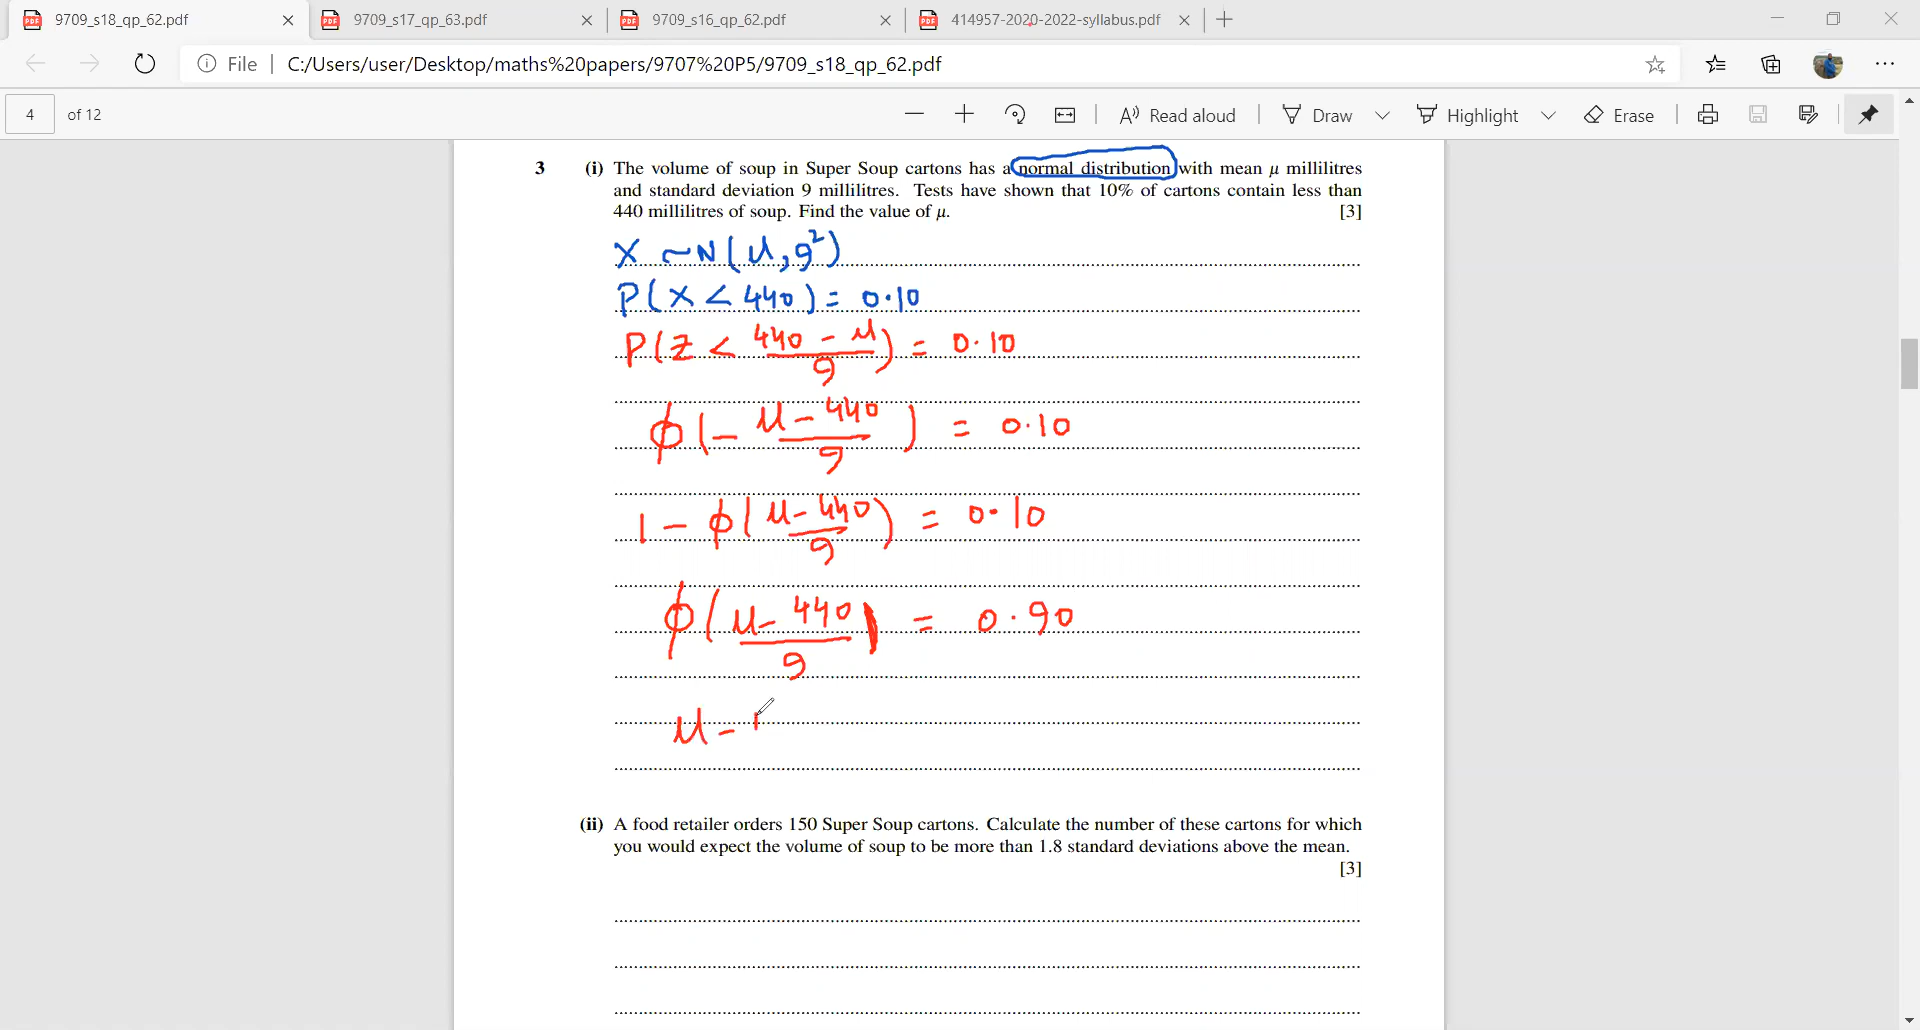 9709_s18_qp_62.pdf
9709_s17_qp_63.pdf
9709_s16_qp_62.pdf
414957-2020-2022-syllabus.pdf
File
C:/Users/user/Desktop/maths%20papers/9707%20P5/9709_s18_qp_62.pdf
4 of 12
Read aloud
Draw
Highlight
Erase
3 (i) The volume of soup in Super Soup cartons has a normal distribution with mean μ millilitres
and standard deviation 9 millilitres. Tests have shown that 10% of cartons contain less than
440 millilitres of soup. Find the value of μ. [3]
X ~ N(μ, 9²)
P(X < 440) = 0.10
P(Z < (440 - μ)/9) = 0.10
ϕ(-(μ - 440)/9) = 0.10
1 - ϕ((μ - 440)/9) = 0.10
ϕ((μ - 440)/9) = 0.90
μ -
(ii) A food retailer orders 150 Super Soup cartons. Calculate the number of these cartons for which
you would expect the volume of soup to be more than 1.8 standard deviations above the mean.
[3]